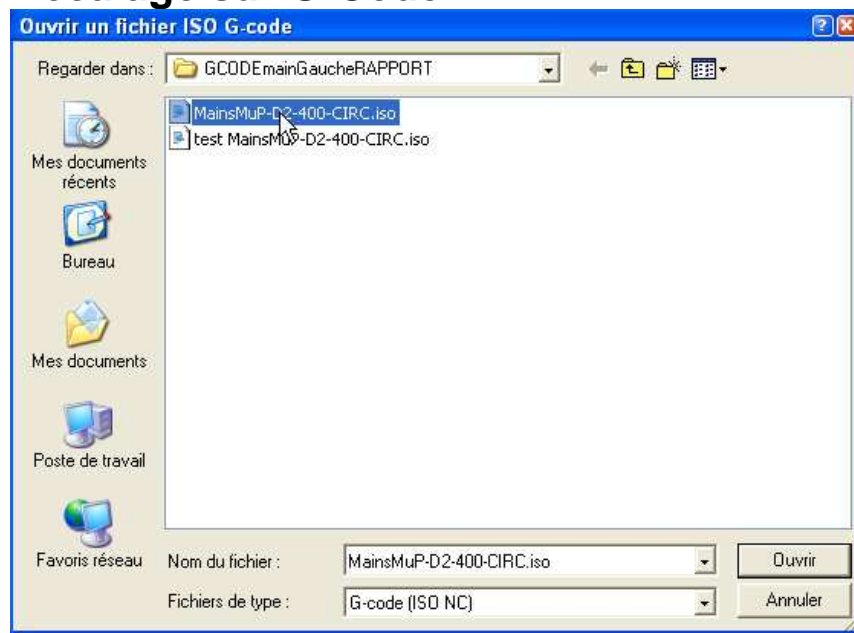 Ouvrir un fichier ISO G-code
Regarder dans :
GCODEmainGaucheRAPPORT
MainsMuP-D2-400-CIRC.iso
test MainsMuP-D2-400-CIRC.iso
Mes documents
récents
Bureau
Mes documents
Poste de travail
Favoris réseau
Nom du fichier :
MainsMuP-D2-400-CIRC.iso
Ouvrir
Fichiers de type :
G-code (ISO NC)
Annuler